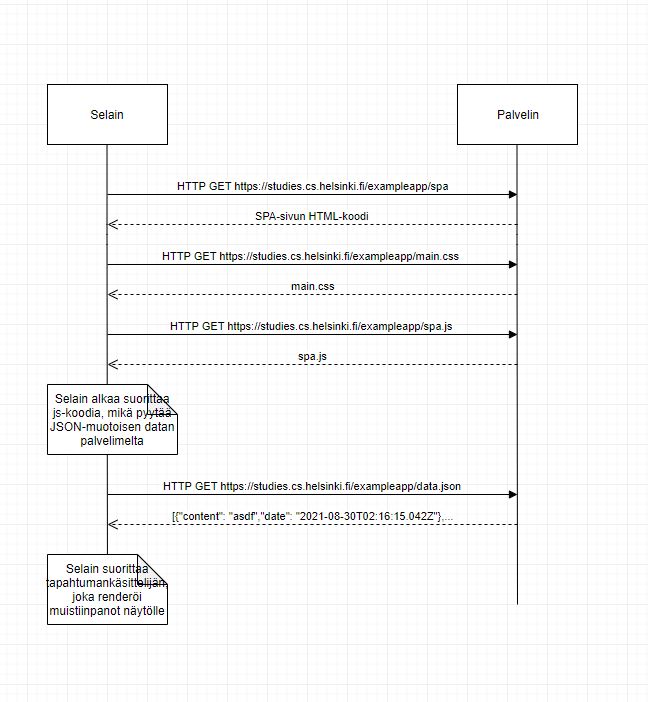 Selain
Palvelin
HTTP GET https://studies.cs.helsinki.fi/exampleapp/spa
SPA-sivun HTML-koodi
HTTP GET https://studies.cs.helsinki.fi/exampleapp/main.css
main.css
HTTP GET https://studies.cs.helsinki.fi/exampleapp/spa.js
spa.js
Selain alkaa suorittaa
js-koodia, mikä pyytää
JSON-muotoisen datan
palvelimelta
HTTP GET https://studies.cs.helsinki.fi/exampleapp/data.json
[{"content": "asdf","date": "2021-08-30T02:16:15.042Z"},...
Selain suorittaa
tapahtumankäsittelijän,
joka renderöi
muistiinpanot näytölle